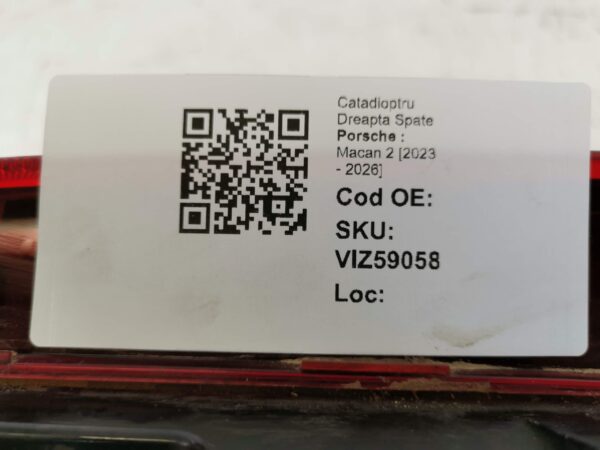 Catadioptru
Dreapta Spate
Porsche :
Macan 2 [2023
- 2026]
Cod OE:
SKU:
VIZ59058
Loc: